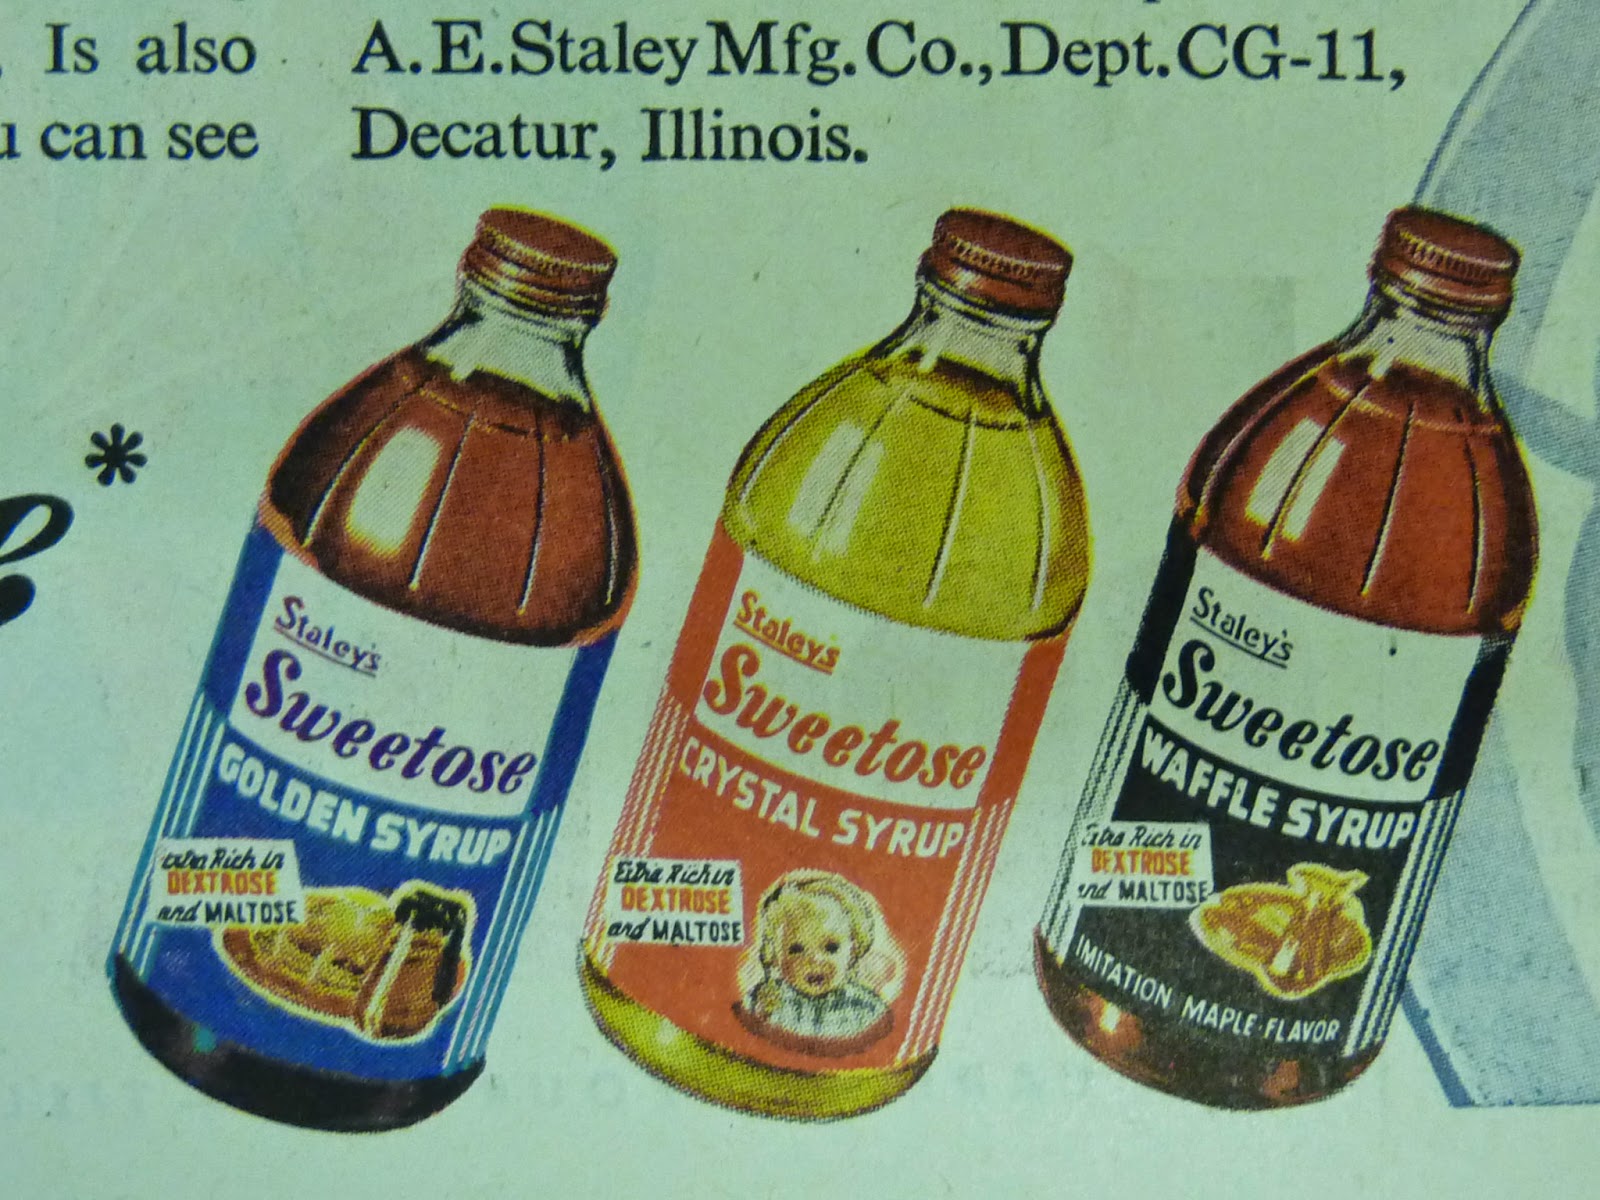 Is also
can see
A.E.Staley Mfg. Co., Dept. CG-11,
Decatur, Illinois.
*
Staley's
Sweetose
GOLDEN SYRUP
Extra Rich in
DEXTROSE
and MALTOSE
Staley's
Sweetose
CRYSTAL SYRUP
Extra Rich in
DEXTROSE
and MALTOSE
Staley's
Sweetose
WAFFLE SYRUP
Extra Rich in
DEXTROSE
and MALTOSE
IMITATION MAPLE-FLAVOR